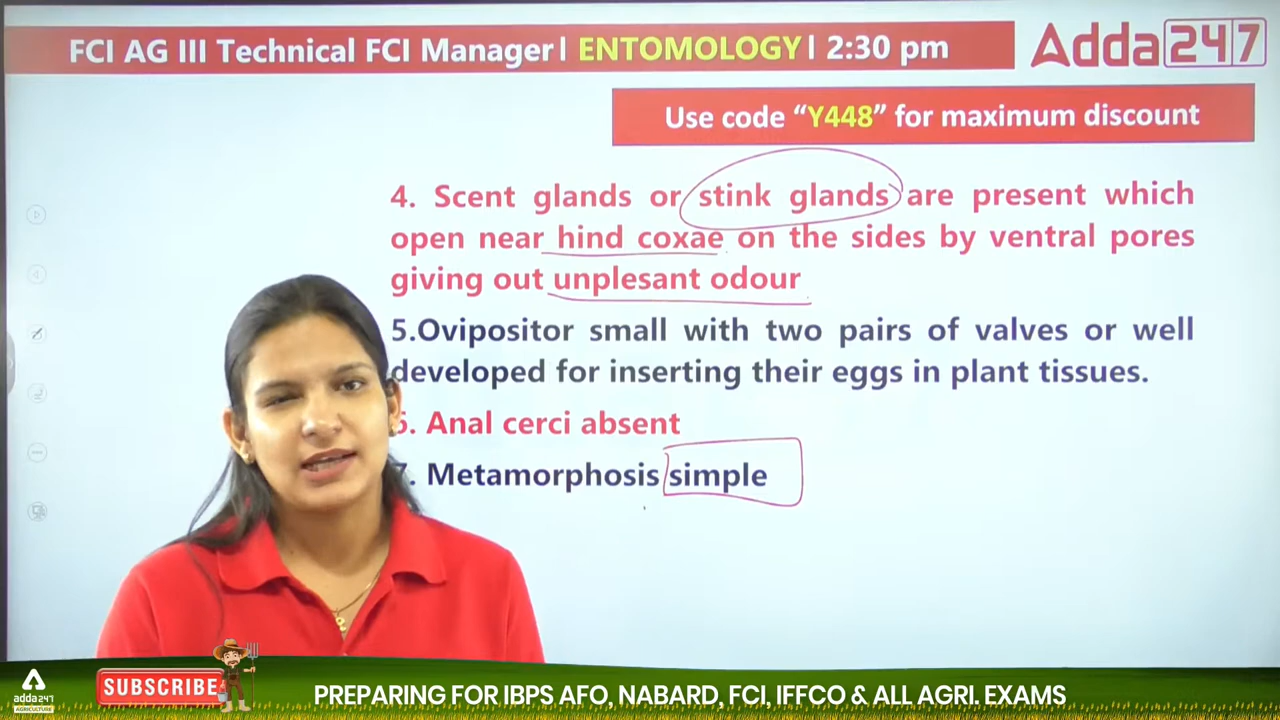 FCI AG III Technical FCI Manager| ENTOMOLOGY| 2:30 pm
Adda247
Use code “Y448” for maximum discount
4. Scent glands or stink glands are present which
open near hind coxae on the sides by ventral pores
giving out unplesant odour
5.Ovipositor small with two pairs of valves or well
developed for inserting their eggs in plant tissues.
6. Anal cerci absent
7. Metamorphosis simple
adda247
AGRICULTURE
SUBSCRIBE
PREPARING FOR IBPS AFO, NABARD, FCI, IFFCO & ALL AGRI. EXAMS